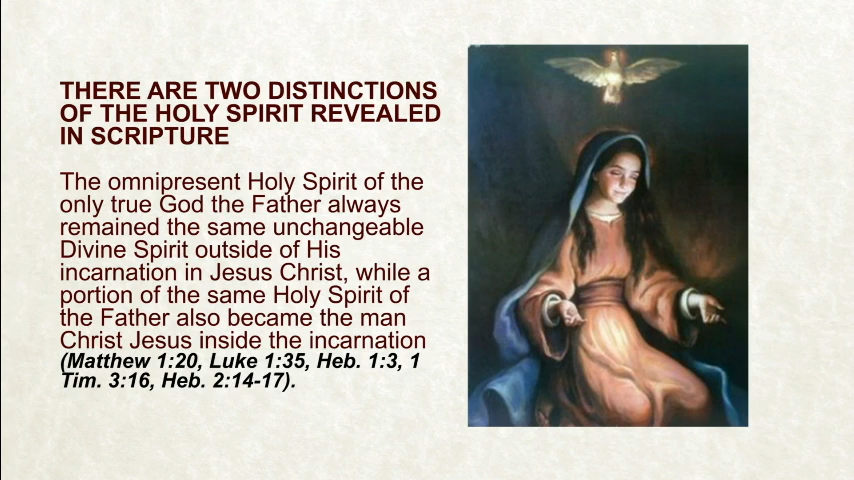 THERE ARE TWO DISTINCTIONS
OF THE HOLY SPIRIT REVEALED
IN SCRIPTURE
The omnipresent Holy Spirit of the
only true God the Father always
remained the same unchangeable
Divine Spirit outside of His
incarnation in Jesus Christ, while a
portion of the same Holy Spirit of
the Father also became the man
Christ Jesus inside the incarnation
(Matthew 1:20, Luke 1:35, Heb. 1:3, 1
Tim. 3:16, Heb. 2:14-17).